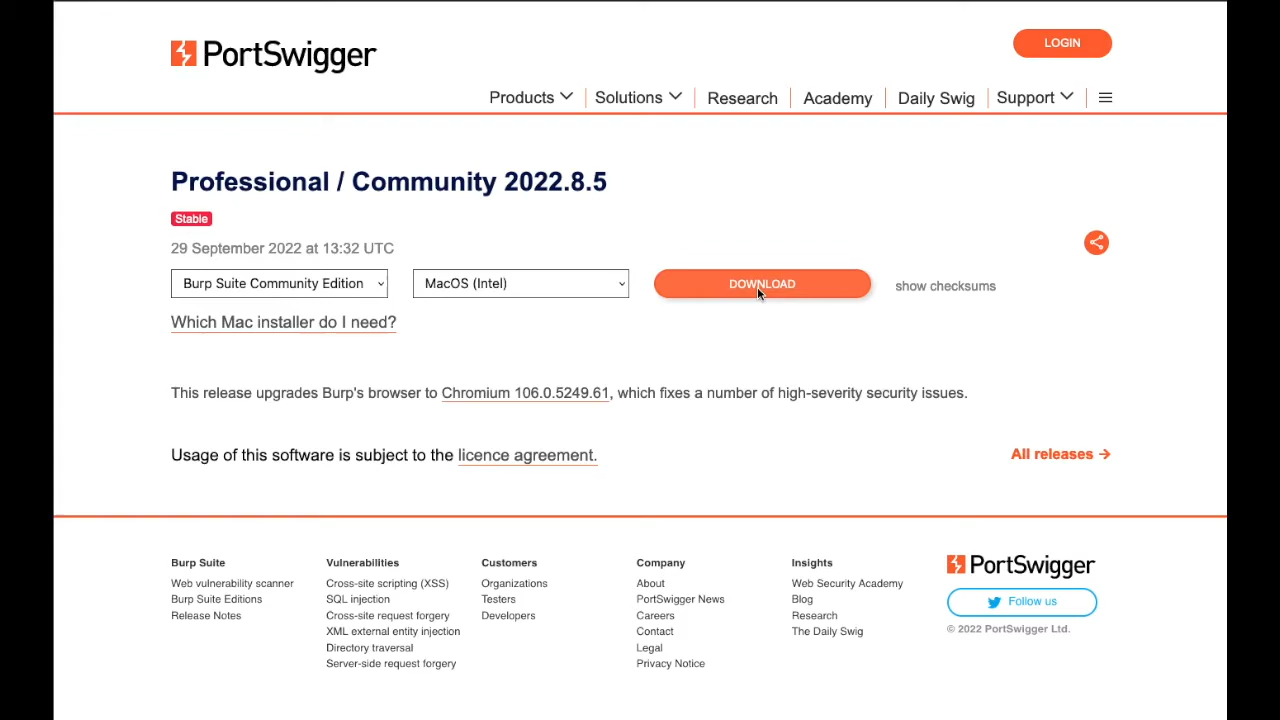 PortSwigger
LOGIN
Products
Solutions
Research
Academy
Daily Swig
Support
Professional / Community 2022.8.5
Stable
29 September 2022 at 13:32 UTC
Burp Suite Community Edition
MacOS (Intel)
DOWNLOAD
show checksums
Which Mac installer do I need?
This release upgrades Burp's browser to Chromium 106.0.5249.61, which fixes a number of high-severity security issues.
Usage of this software is subject to the licence agreement.
All releases →
Burp Suite
Web vulnerability scanner
Burp Suite Editions
Release Notes
Vulnerabilities
Cross-site scripting (XSS)
SQL injection
Cross-site request forgery
XML external entity injection
Directory traversal
Server-side request forgery
Customers
Organizations
Testers
Developers
Company
About
PortSwigger News
Careers
Contact
Legal
Privacy Notice
Insights
Web Security Academy
Blog
Research
The Daily Swig
PortSwigger
Follow us
© 2022 PortSwigger Ltd.